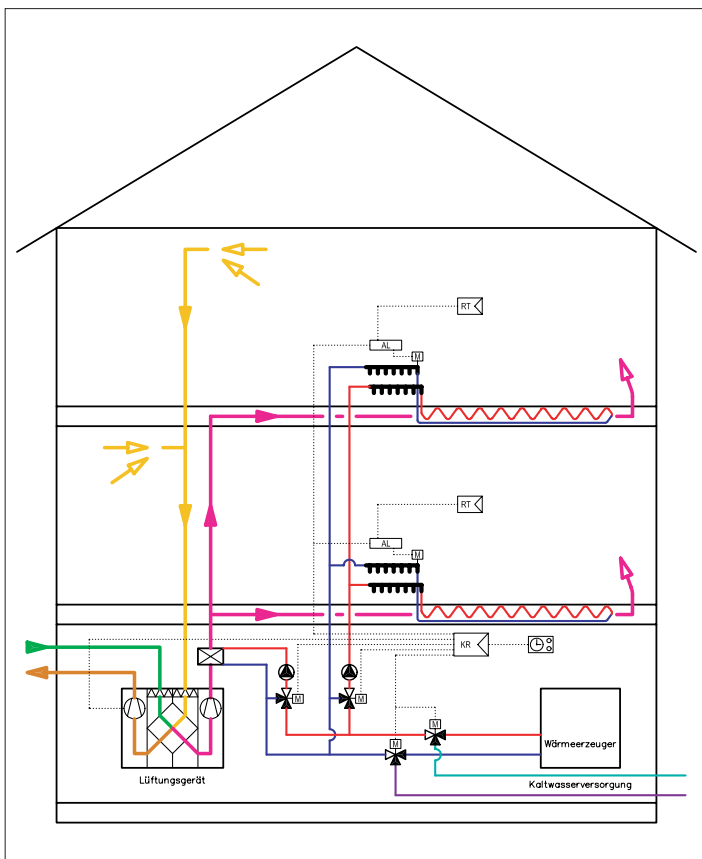 RT
AL
M
RT
AL
M
KR
M
M
M
M
Wärmeerzeuger
Lüftungsgerät
Kaltwasserversorgung